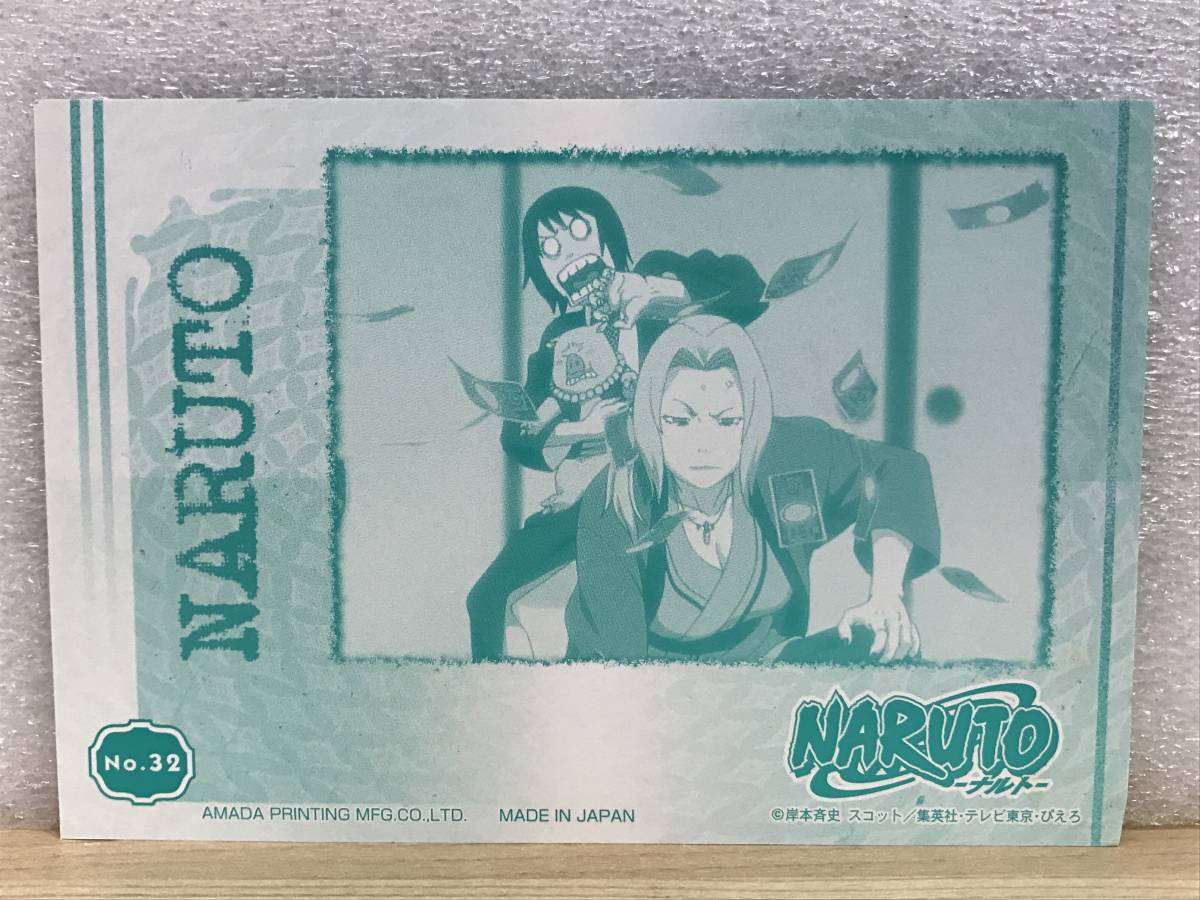 NARUTO
NARUTO
-ナルト-
No.32
AMADA PRINTING MFG.CO.,LTD. MADE IN JAPAN
©岸本斉史 スコット／集英社・テレビ東京・ぴえろ